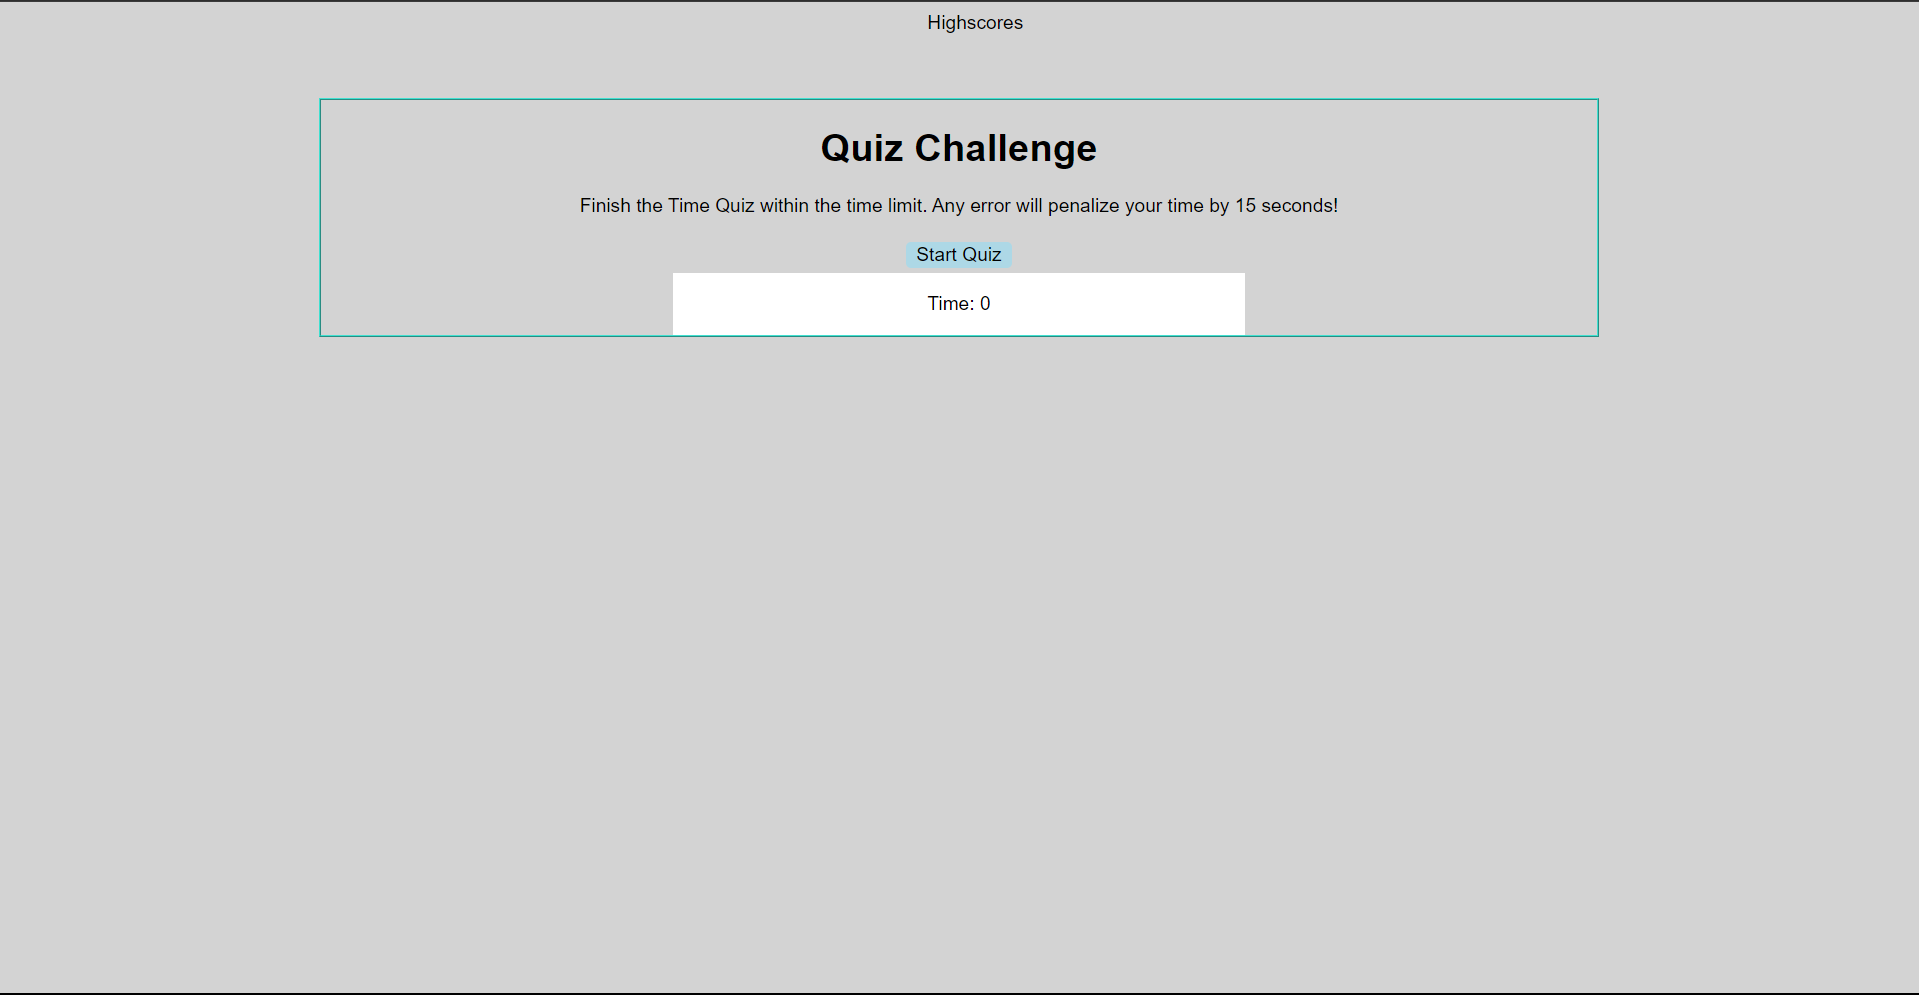 Highscores
Quiz Challenge
Finish the Time Quiz within the time limit. Any error will penalize your time by 15 seconds!
Start Quiz
Time: 0